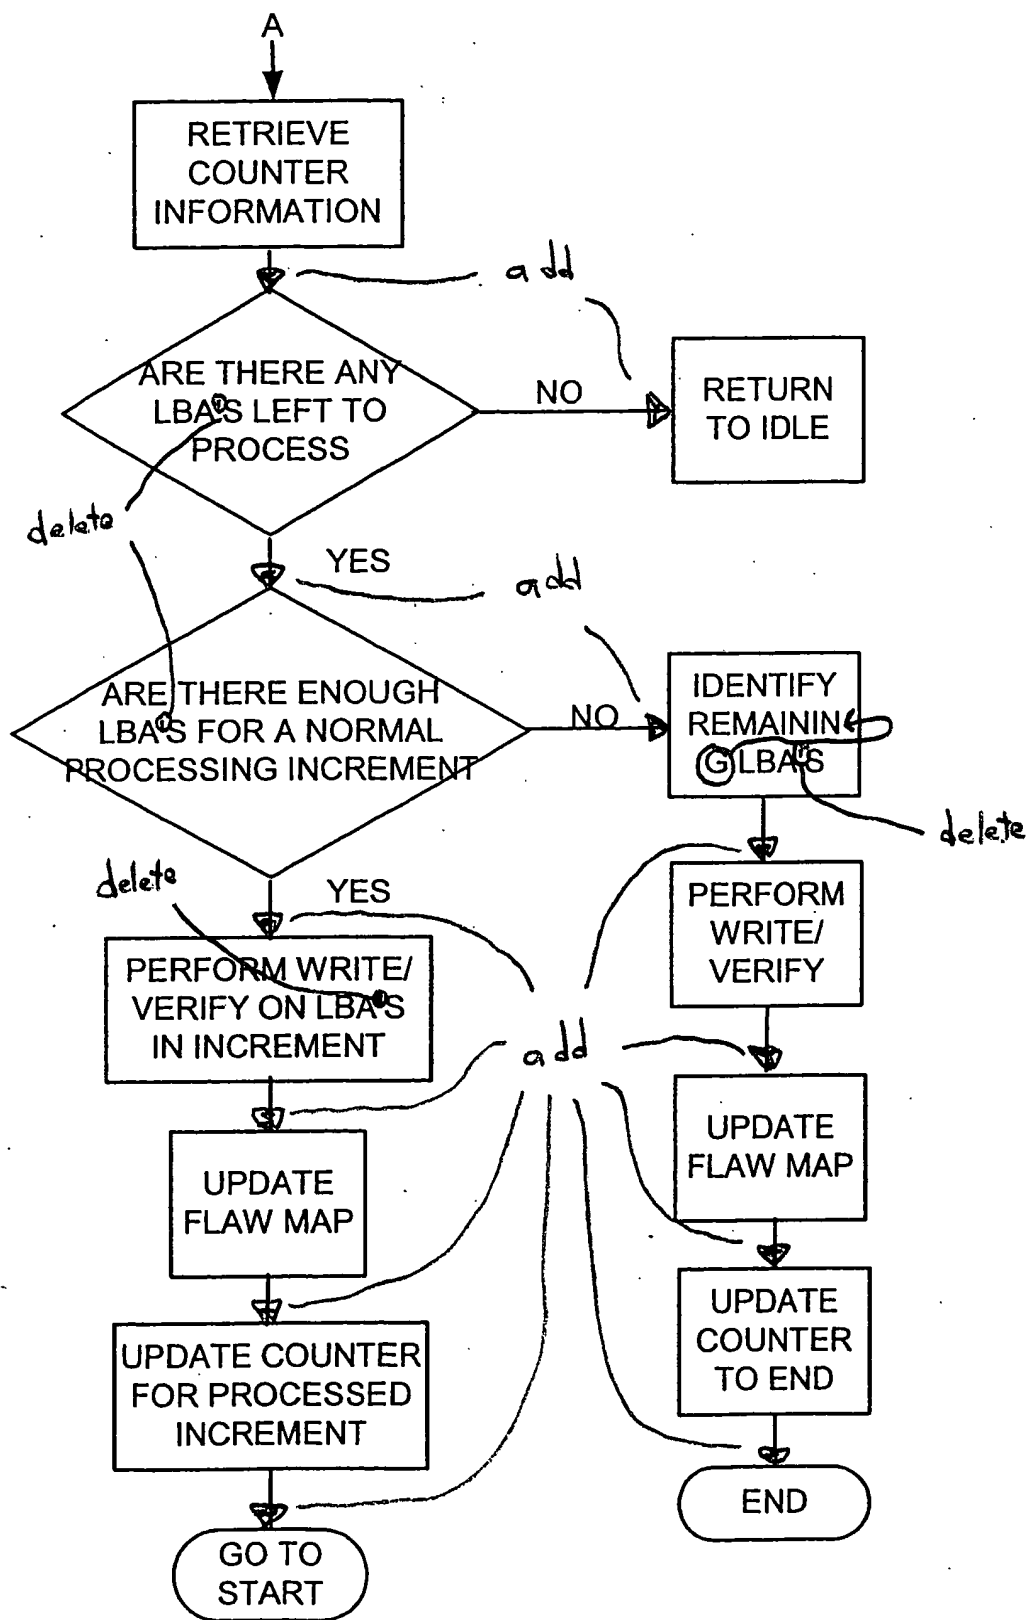 A
RETRIEVE
COUNTER
INFORMATION
add
ARE THERE ANY
LBA'S LEFT TO
PROCESS
NO
RETURN
TO IDLE
delete
YES
add
ARE THERE ENOUGH
LBA'S FOR A NORMAL
PROCESSING INCREMENT
NO
IDENTIFY
REMAININ
G LBA'S
delete
delete
YES
PERFORM
WRITE/
VERIFY
PERFORM WRITE/
VERIFY ON LBA'S
IN INCREMENT
add
UPDATE
FLAW MAP
UPDATE
FLAW MAP
UPDATE
COUNTER
TO END
UPDATE COUNTER
FOR PROCESSED
INCREMENT
END
GO TO
START